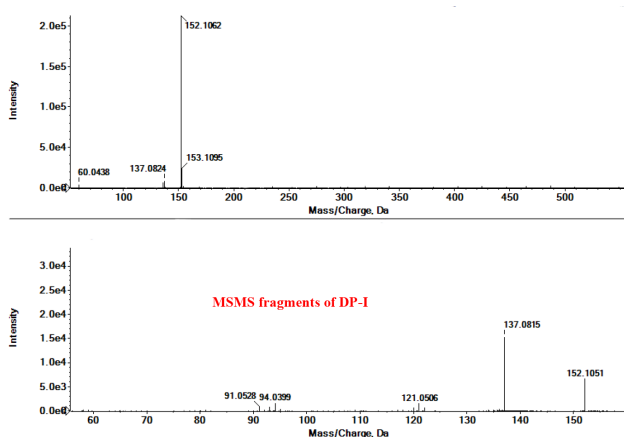 2.0e5
152.1062
1.5e5
Intensity
1.0e5
5.0e4
153.1095
60.0438
137.0824
0.0e0
100 150 200 250 300 350 400 450 500
Mass/Charge, Da
3.0e4
MSMS fragments of DP-I
2.5e4
2.0e4
Intensity
137.0815
1.5e4
1.0e4
152.1051
5.0e3
91.0528 94.0399 121.0506
0.0e0
60 70 80 90 100 110 120 130 140 150
Mass/Charge, Da